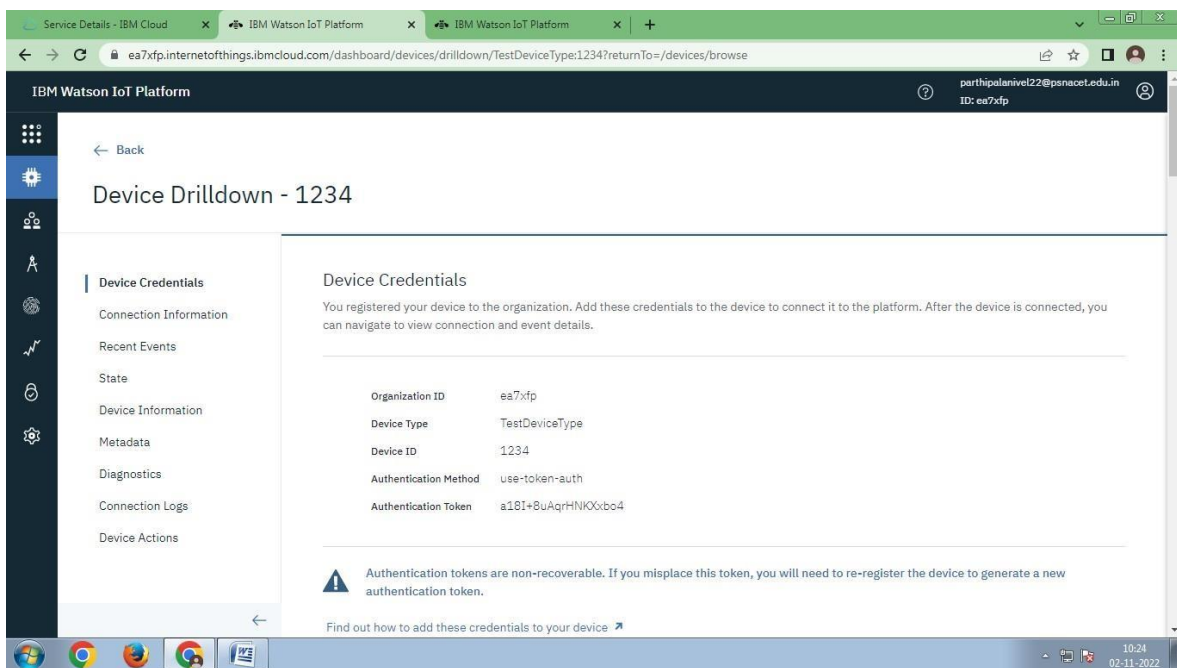 Service Details - IBM Cloud
IBM Watson IoT Platform
IBM Watson IoT Platform
ea7xfp.internetofthings.ibmcloud.com/dashboard/devices/drilldown/TestDeviceType:1234?returnTo=/devices/browse
IBM Watson IoT Platform
parthipalanivel22@psnacet.edu.in
ID: ea7xfp
Back
Device Drilldown - 1234
Device Credentials
Connection Information
Recent Events
State
Device Information
Metadata
Diagnostics
Connection Logs
Device Actions
Device Credentials
You registered your device to the organization. Add these credentials to the device to connect it to the platform. After the device is connected, you
can navigate to view connection and event details.
Organization ID ea7xfp
Device Type TestDeviceType
Device ID 1234
Authentication Method use-token-auth
Authentication Token a18I+8uAqrHNKXxbo4
Authentication tokens are non-recoverable. If you misplace this token, you will need to re-register the device to generate a new
authentication token.
Find out how to add these credentials to your device
10:24
02-11-2022